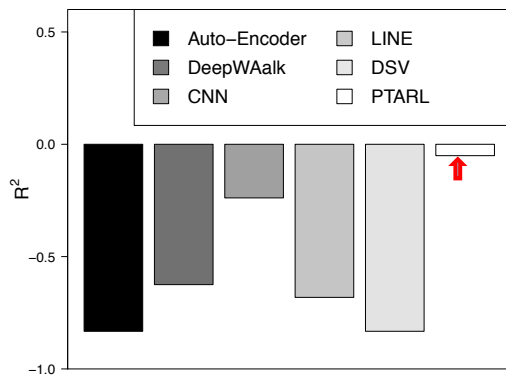 0.5
Auto−Encoder
DeepWAalk
CNN
LINE
DSV
PTARL
0.0
R²
−0.5
−1.0